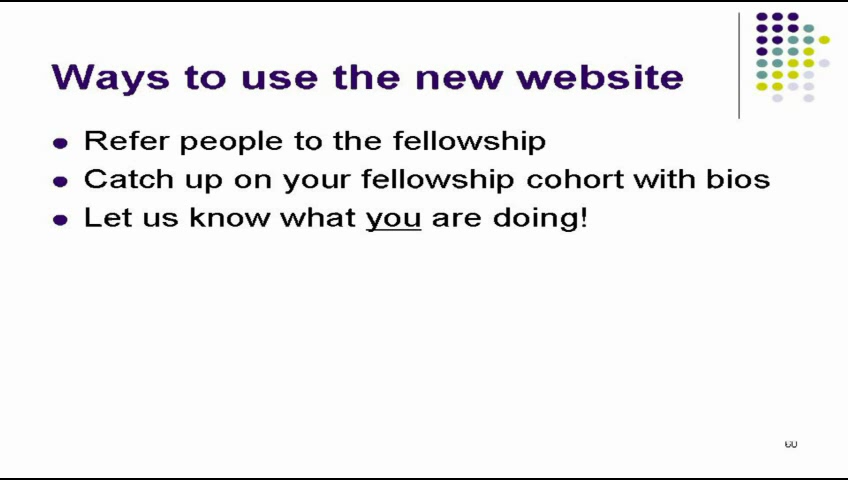 Ways to use the new website
Refer people to the fellowship
Catch up on your fellowship cohort with bios
Let us know what you are doing!
60